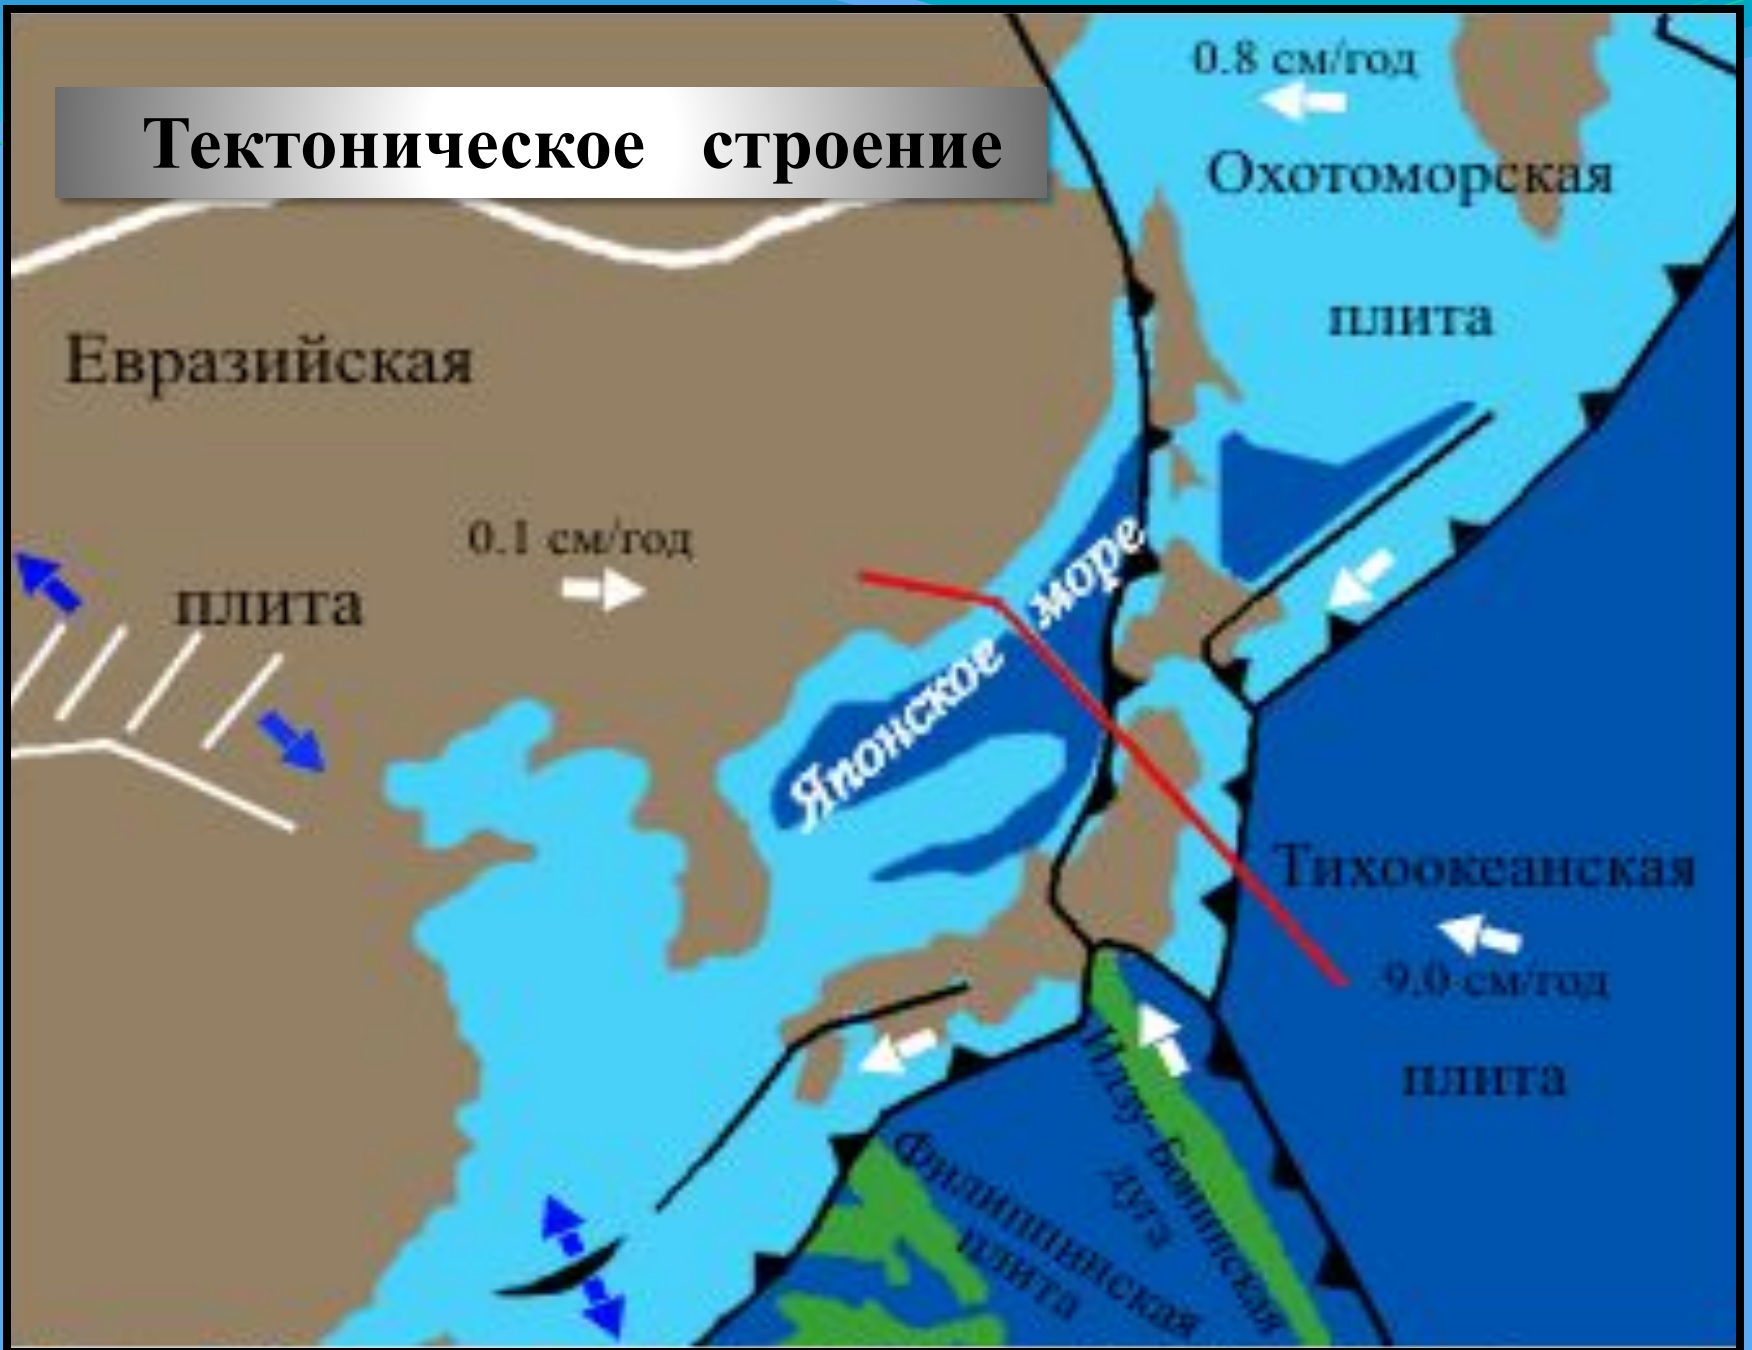 Тектоническое строение
0.8 см/год
Охотоморская
плита
Евразийская
плита
0.1 см/год
Японское море
Тихоокеанская
9.0 см/год
плита
Идзу-Бонинская
дуга
Филиппинская
плита